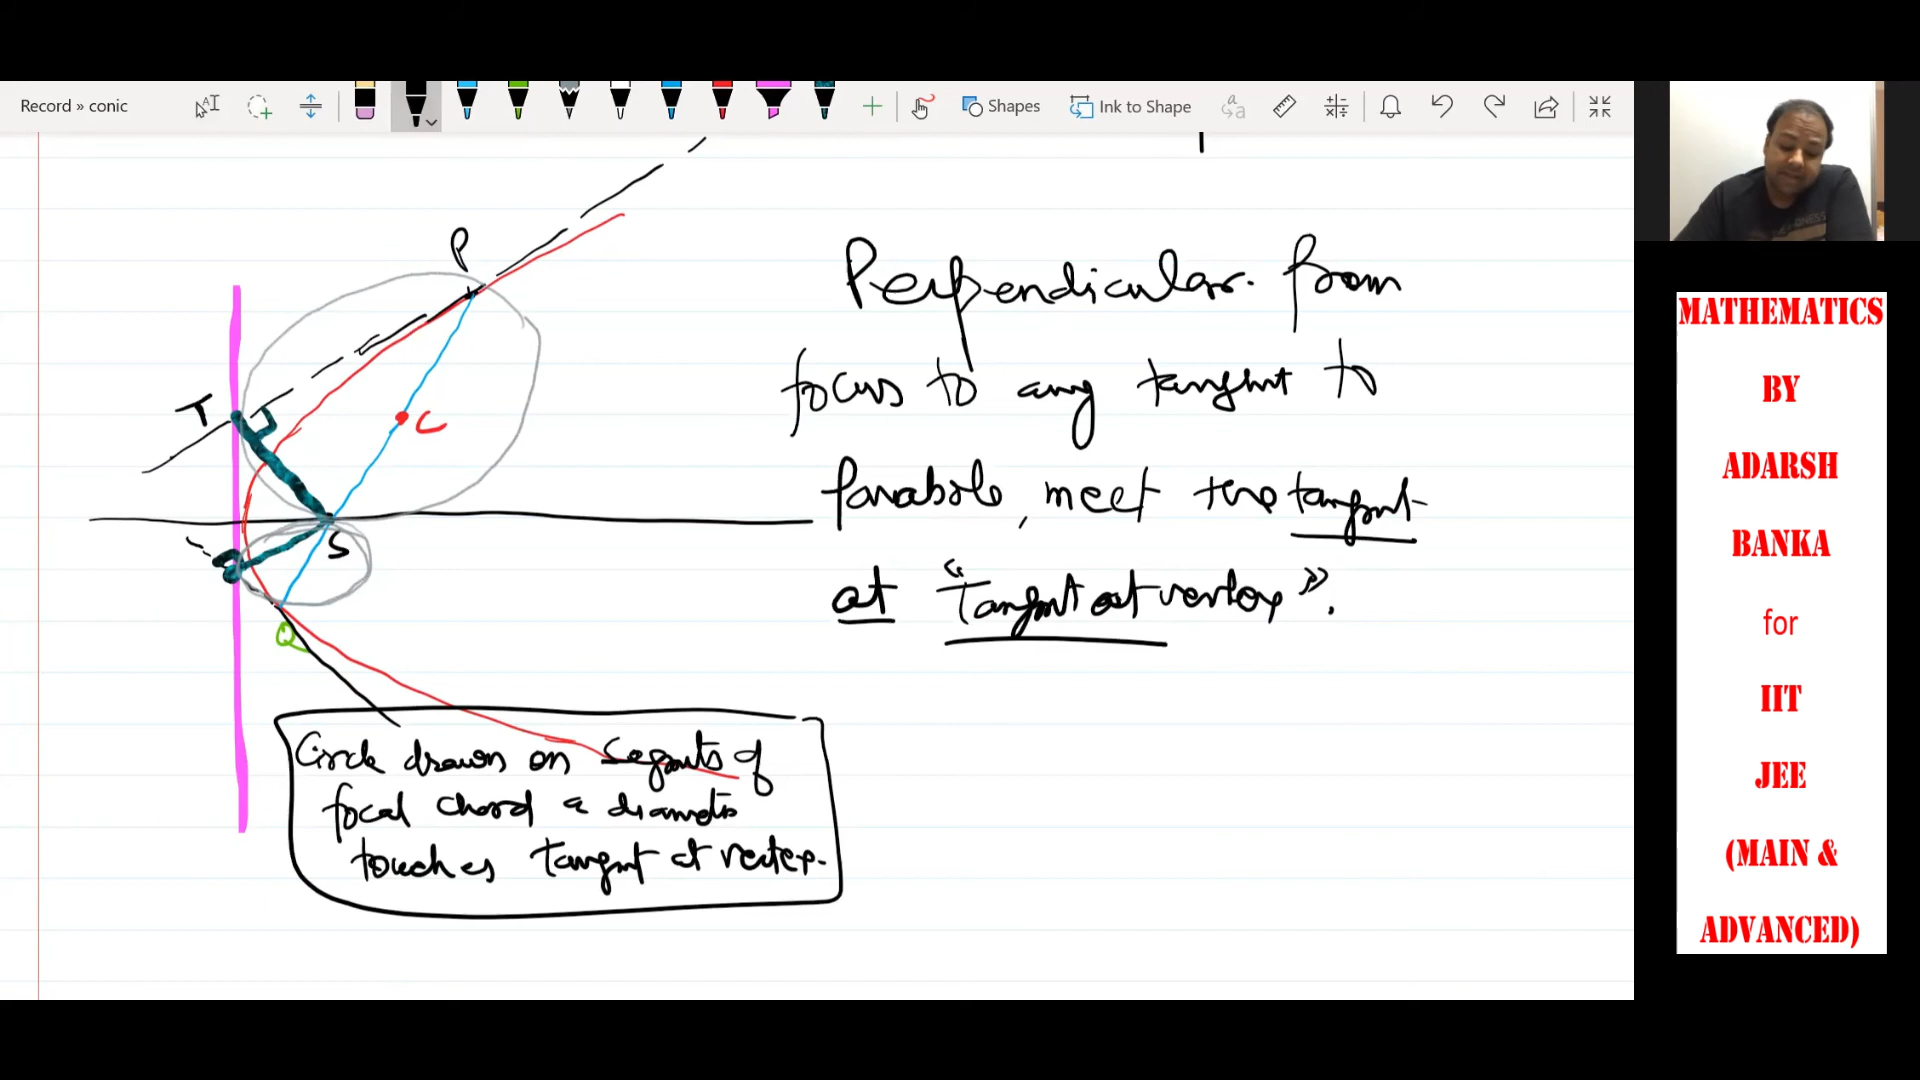 Record » conic
Shapes
Ink to Shape
P
T
C
S
Q
Perpendicular from
focus to any tangent to
Parabola, meet the tangent
at "Tangent at vertex".
Circle drawn on Segments of
focal chord a diameter
touches tangent at vertex.
MATHEMATICS
BY
ADARSH
BANKA
for
IIT
JEE
(MAIN &
ADVANCED)